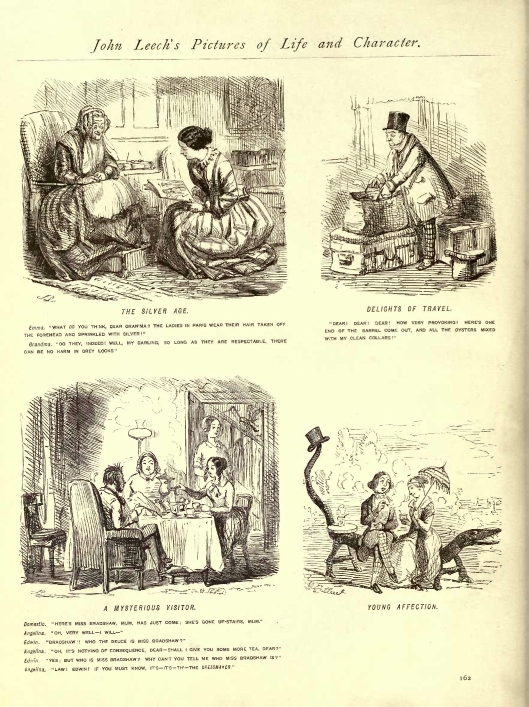 John Leech's Pictures of Life and Character.
THE SILVER AGE.
Emma. "WHAT DO YOU THINK, DEAR GRAN'MA? THE LADIES IN PARIS WEAR THEIR HAIR TAKEN OFF
THE FOREHEAD AND SPRINKLED WITH SILVER!"
Grandma. "DO THEY, INDEED! WELL, MY DARLING, SO LONG AS THEY ARE RESPECTABLE, THERE
CAN BE NO HARM IN GREY LOCKS"
DELIGHTS OF TRAVEL.
"DEAR! DEAR! DEAR! HOW VERY PROVOKING! HERE'S ONE
END OF THE BARREL COME OUT, AND ALL THE OYSTERS MIXED
WITH MY CLEAN COLLARS!"
A MYSTERIOUS VISITOR.
Domestic. "HERE'S MISS BRADSHAW, MUM, HAS JUST COME; SHE'S GONE UP-STAIRS, MUM."
Angelina. "OH, VERY WELL—I WILL—"
Edwin. "BRADSHAW!! WHO THE DEUCE IS MISS BRADSHAW?"
Angelina. "OH, IT'S NOTHING OF CONSEQUENCE, DEAR—SHALL I GIVE YOU SOME MORE TEA, DEAR?"
Edwin. "YES; BUT WHO IS MISS BRADSHAW? WHY CAN'T YOU TELL ME WHO MISS BRADSHAW IS?"
Angelina. "LAW! EDWIN! IF YOU MUST KNOW, IT'S—IT'S—TH'—THE DRESSMAKER."
YOUNG AFFECTION.
162